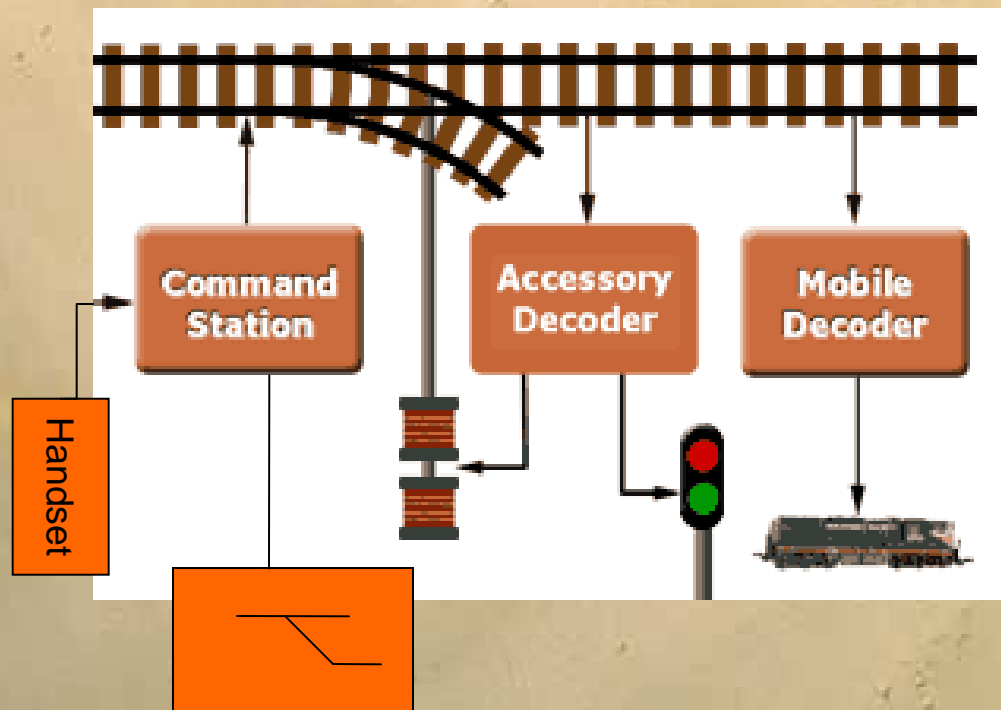 Command
Station
Accessory
Decoder
Mobile
Decoder
Handset